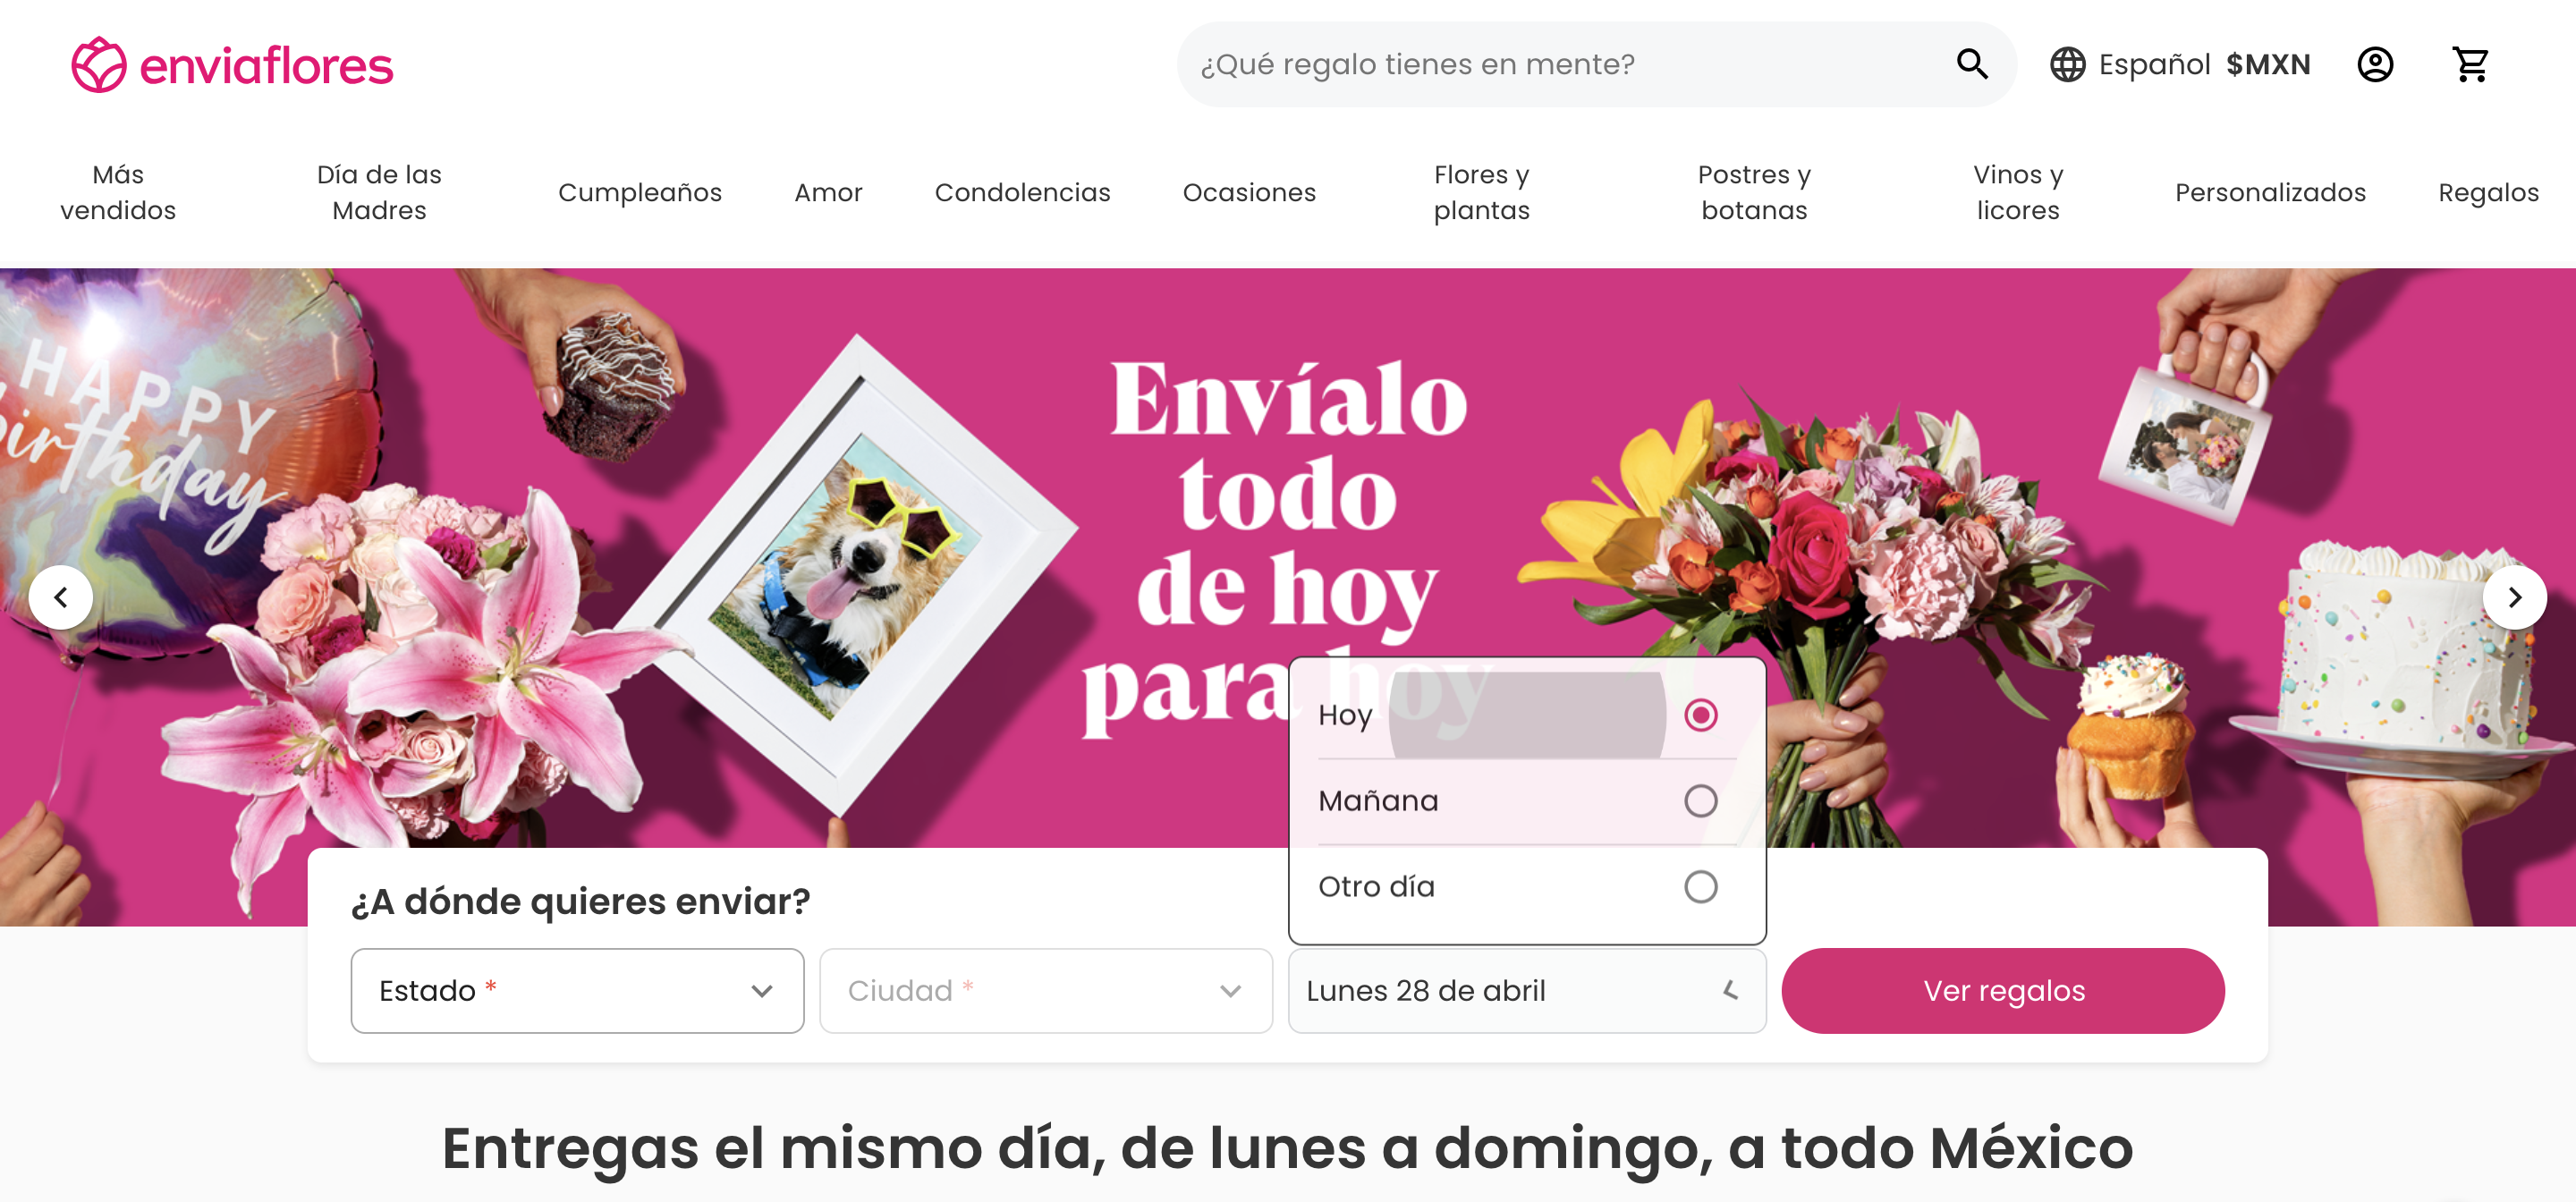 enviaflores
¿Qué regalo tienes en mente?
Español $MXN
Más
vendidos
Día de las
Madres
Cumpleaños
Amor
Condolencias
Ocasiones
Flores y
plantas
Postres y
botanas
Vinos y
licores
Personalizados
Regalos
HAPPY
birthday
Envíalo
todo
de hoy
para hoy
Hoy
Mañana
Otro día
¿A dónde quieres enviar?
Estado *
Ciudad *
Lunes 28 de abril
Ver regalos
Entregas el mismo día, de lunes a domingo, a todo México